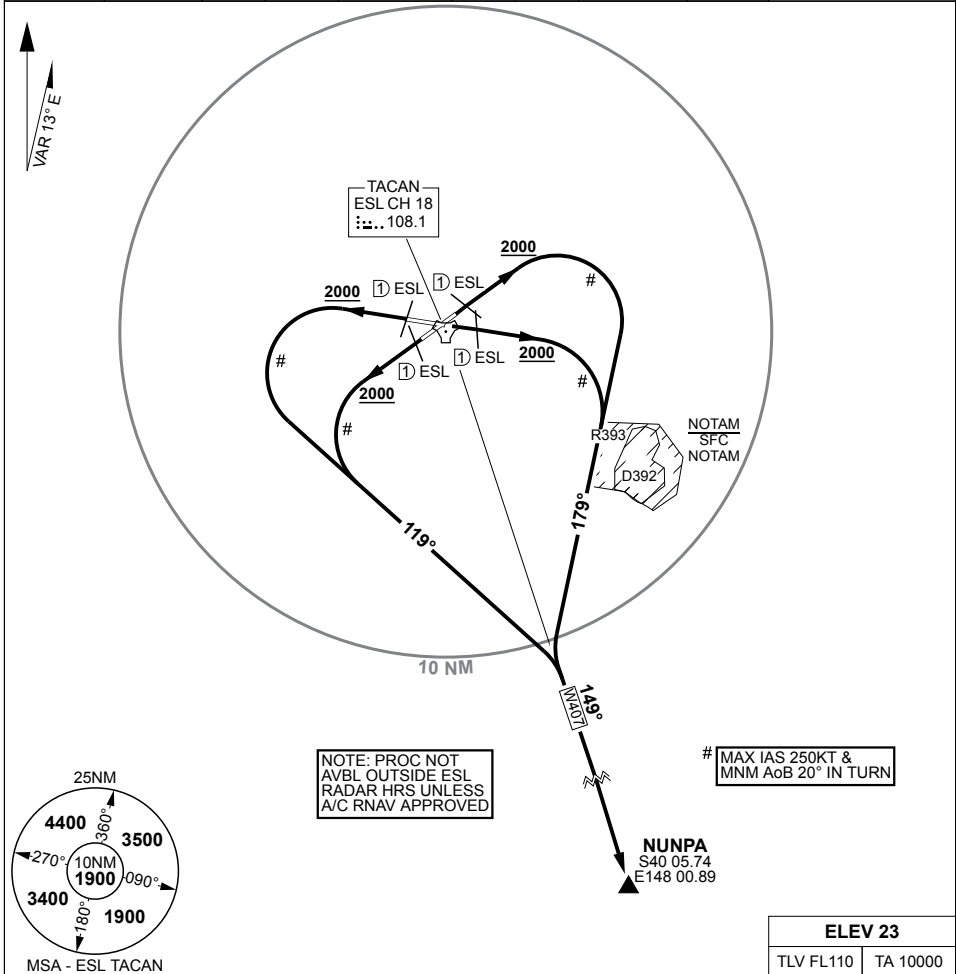 VAR 13° E
TACAN
ESL CH 18
108.1
2000
1 ESL
1 ESL
2000
#
#
1 ESL
1 ESL
2000
2000
#
#
R393
NOTAM
SFC
NOTAM
D392
179°
119°
10 NM
149°
W407
NOTE: PROC NOT
AVBL OUTSIDE ESL
RADAR HRS UNLESS
A/C RNAV APPROVED
# MAX IAS 250KT &
MNM AoB 20° IN TURN
25NM
4400
360°
3500
270°
10NM
1900
090°
3400
180°
1900
MSA - ESL TACAN
NUNPA
S40 05.74
E148 00.89
ELEV 23
TLV FL110
TA 10000